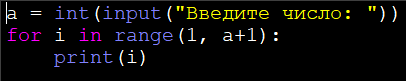 a = int(input("Введите число: "))
for i in range(1, a+1):
    print(i)